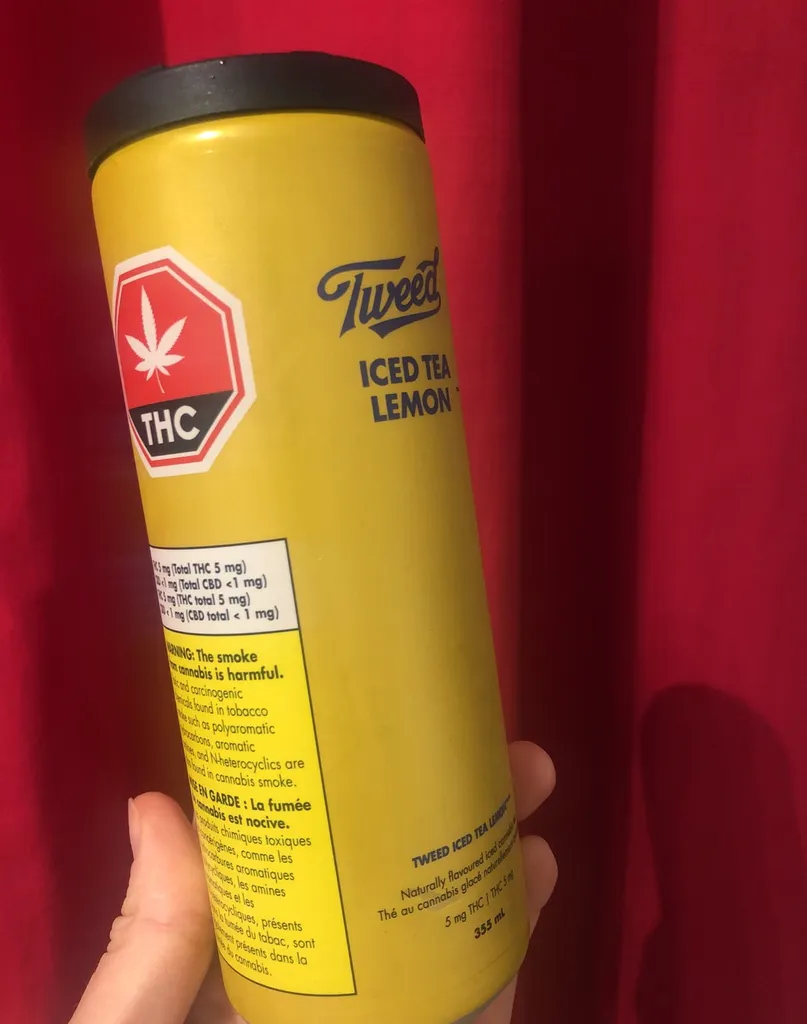 Tweed
ICED TEA
LEMON
THC
5 mg (Total THC 5 mg)
<1 mg (Total CBD <1 mg)
5 mg (THC total 5 mg)
<1 mg (CBD total < 1 mg)
The smoke
cannabis is harmful.
and carcinogenic
found in tobacco
such as polyaromatic
aromatic
and N-heterocyclics are
found in cannabis smoke.
EN GARDE : La fumée
cannabis est nocive.
produits chimiques toxiques
comme les
aromatiques
les amines
et les
présents
fumée du tabac, sont
présents dans la
cannabis.
TWEED ICED TEA LEMON
Naturally flavoured iced
Thé au cannabis glacé
5 mg THC | THC 5 mg
355 mL